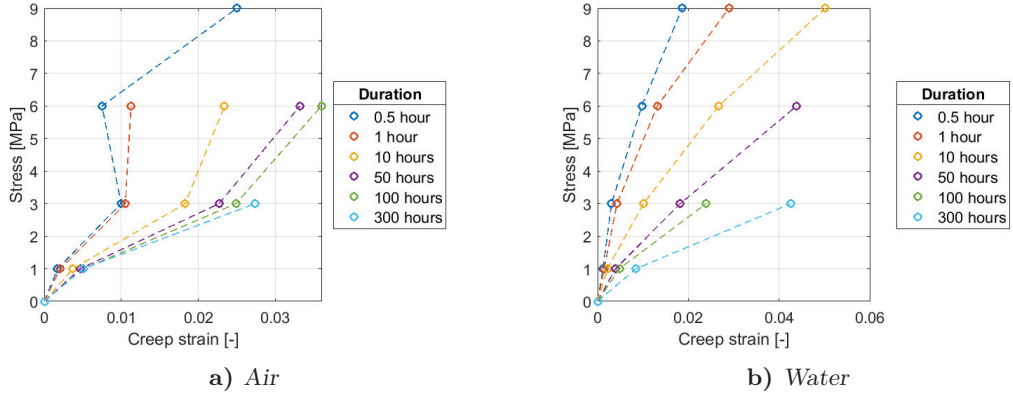 9
8
7
6
5
4
3
2
1
0
Stress [MPa]
0 0.01 0.02 0.03
Creep strain [-]
Duration
0.5 hour
1 hour
10 hours
50 hours
100 hours
300 hours
a) Air
9
8
7
6
5
4
3
2
1
0
Stress [MPa]
0 0.02 0.04 0.06
Creep strain [-]
Duration
0.5 hour
1 hour
10 hours
50 hours
100 hours
300 hours
b) Water